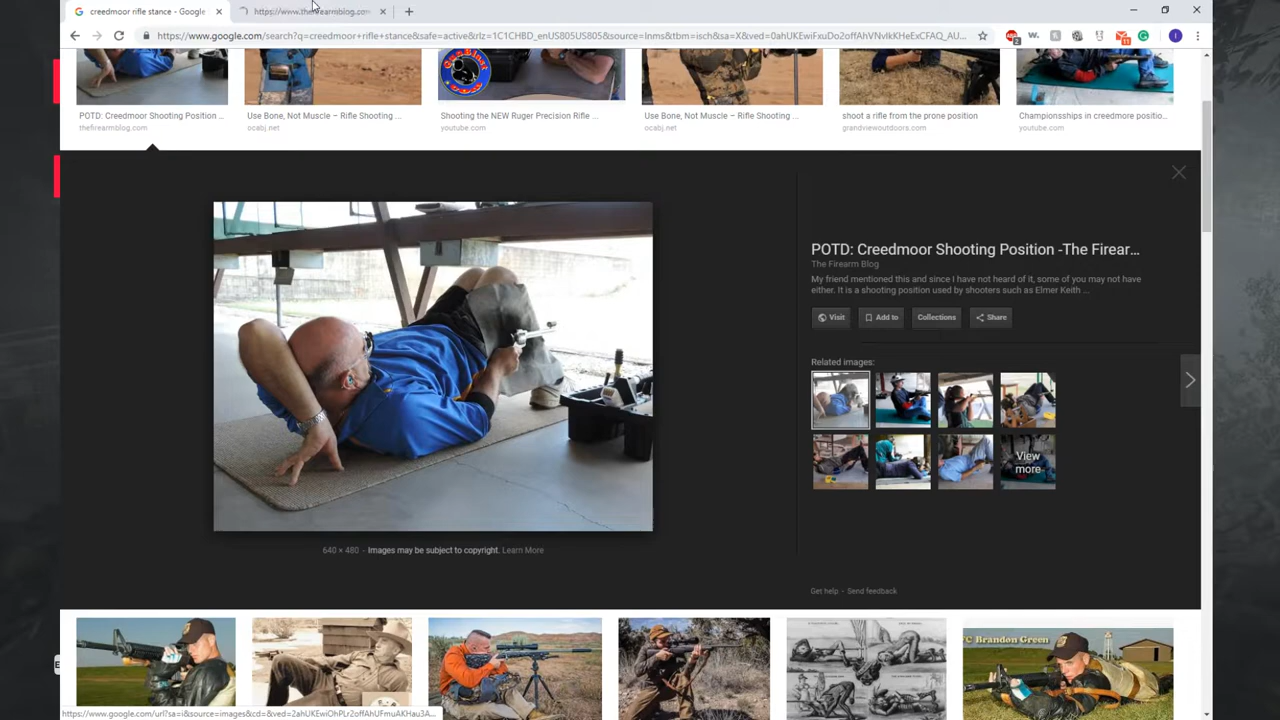 creedmoor rifle stance - Google
https://www.thefirearmblog.com
https://www.google.com/search?q=creedmoor+rifle+stance&safe=active&rlz=1C1CHBD_enUS805US805&source=lnms&tbm=isch&sa=X&ved=0ahUKEwiFxuDo2offAhVNvlkKHeExCFAQ_AU...
POTD: Creedmoor Shooting Position ...
thefirearmblog.com
Use Bone, Not Muscle – Rifle Shooting ...
ocabj.net
Shooting the NEW Ruger Precision Rifle ...
youtube.com
Use Bone, Not Muscle – Rifle Shooting ...
ocabj.net
shoot a rifle from the prone position
grandviewoutdoors.com
Championsships in creedmore positio...
youtube.com
POTD: Creedmoor Shooting Position -The Firear...
The Firearm Blog
My friend mentioned this and since I have not heard of it, some of you may not have
either. It is a shooting position used by shooters such as Elmer Keith ...
Visit
Add to
Collections
Share
Related images:
View
more
640 × 480 - Images may be subject to copyright. Learn More
Get help - Send feedback
FC Brandon Green